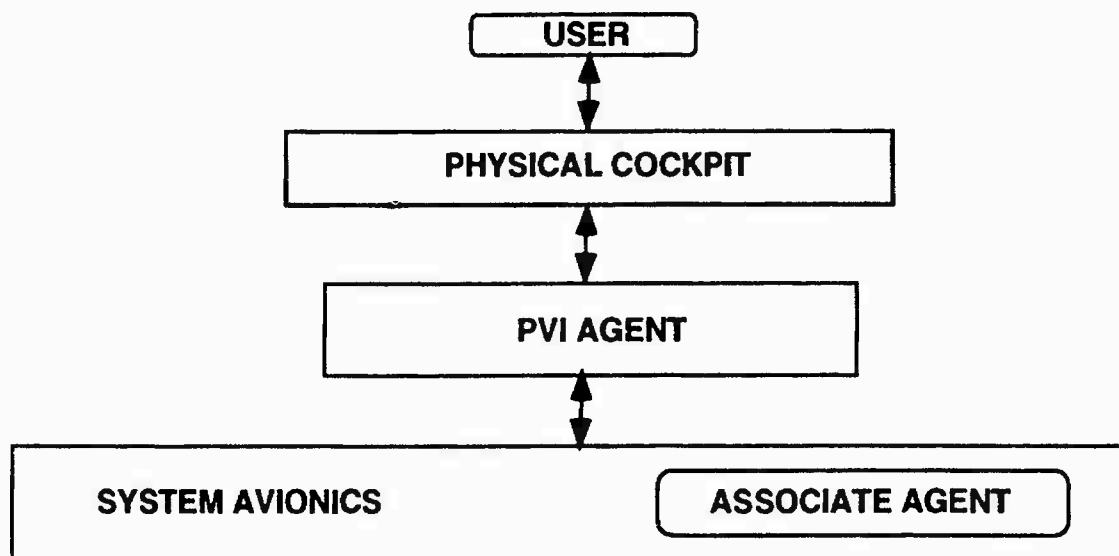 USER
PHYSICAL COCKPIT
PVI AGENT
SYSTEM AVIONICS
ASSOCIATE AGENT